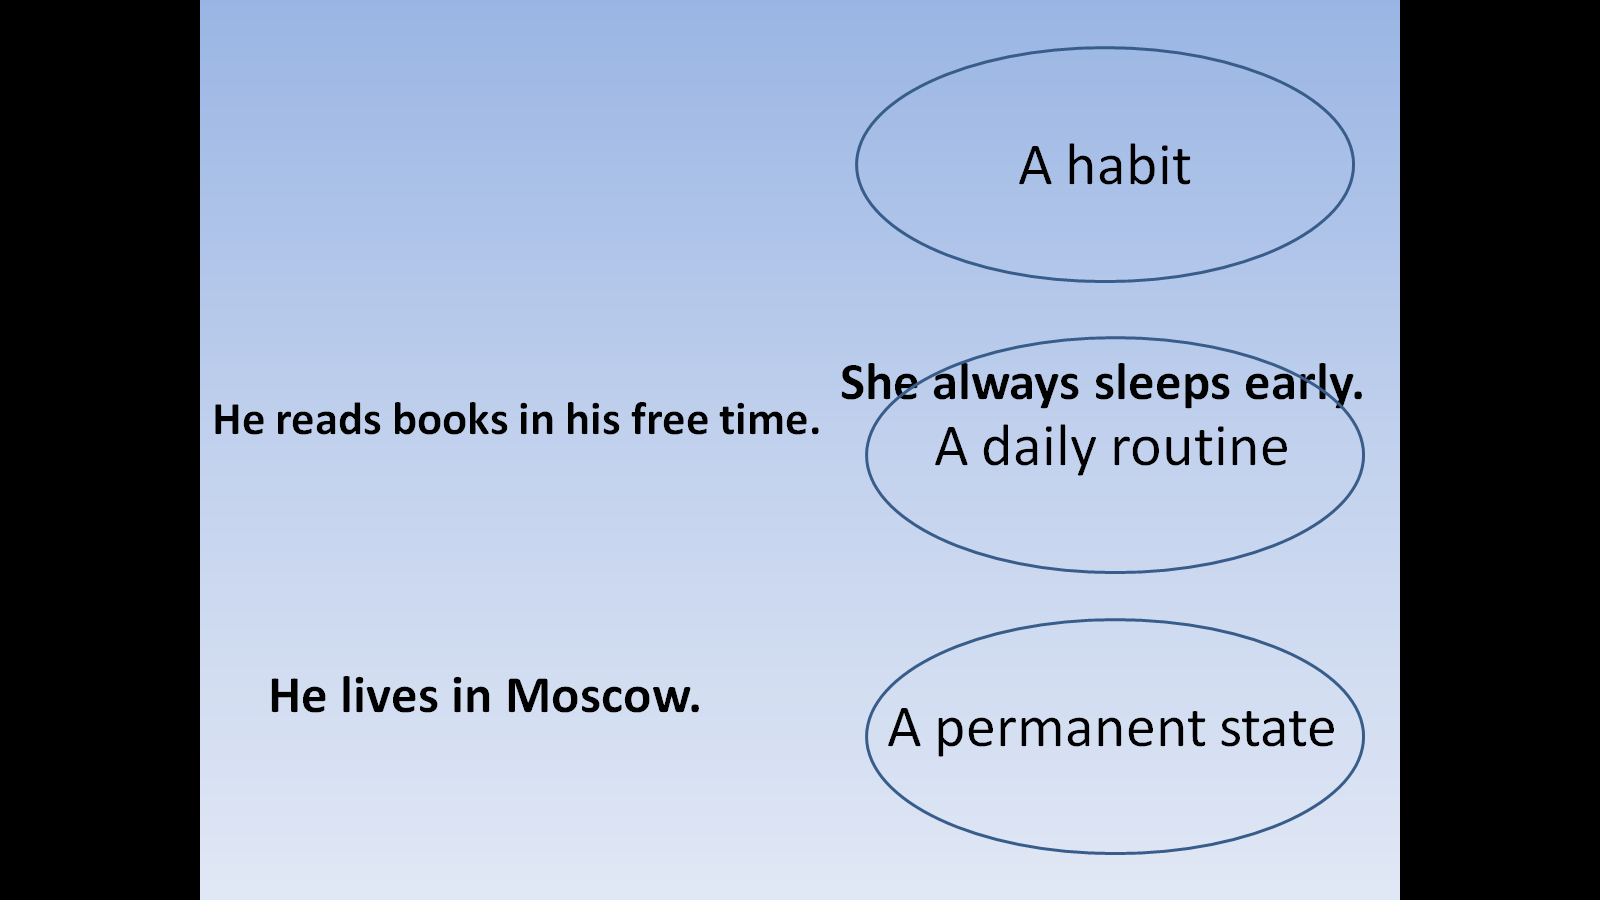 A habit
She always sleeps early.
He reads books in his free time.
A daily routine
He lives in Moscow.
A permanent state